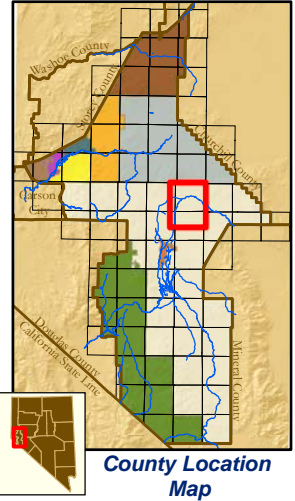 Washoe County
Storey County
Churchill County
Carson
City
Douglas County
California State Line
Mineral County
County Location
Map